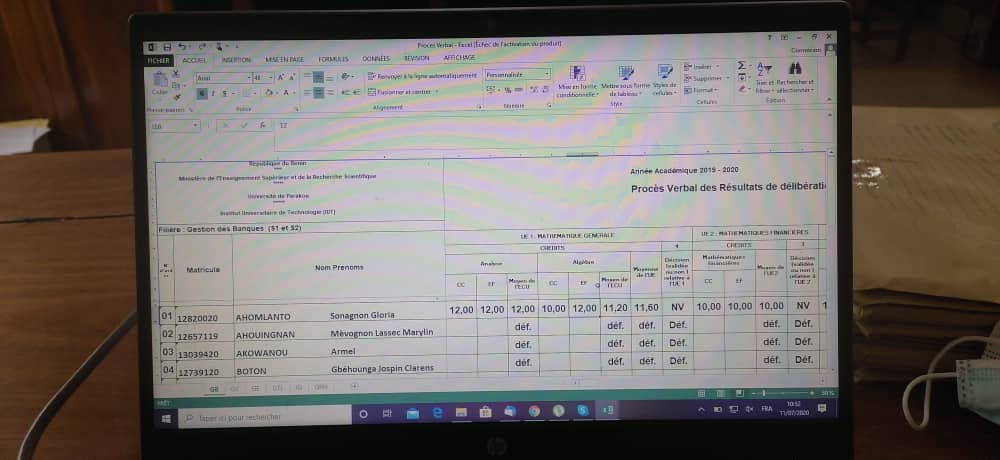 Procès Verbal - Excel (Échec de l'activation du produit)
FICHIER ACCUEIL INSERTION MISE EN PAGE FORMULES DONNÉES RÉVISION AFFICHAGE
Connexion
Coller
Arial
Renvoyer à la ligne automatiquement
Fusionner et centrer
Personnalisée
Mise en forme conditionnelle
Mettre sous forme de tableau
Styles de cellules
Insérer
Supprimer
Format
Trier et filtrer
Rechercher et sélectionner
Police Alignement Nombre Style Cellules Édition
12
République du Bénin
Ministère de l'Enseignement Supérieur et de la Recherche Scientifique
Université de Parakou
Institut Universitaire de Technologie (IUT)
Année Académique 2019 - 2020
Procès Verbal des Résultats de délibérati
Filière : Gestion des Banques (S1 et S2)
UE 1 : MATHEMATIQUE GENERALE
UE 2 : MATHEMATIQUES FINANCIERES
CREDITS 4 CREDITS 3
Matricule
Nom Prenoms
Analyse
Algèbre
Moyenne de l'UE
Décision (validée ou non) relative à l'UE 1
Mathématiques financières
Moyen de l'UE2
Décision (validée ou non) relative à l'UE 2
CC EF Moyen de l'ECU CC EF Moyen de l'ECU CC EF
01 12820020 AHOMLANTO Sonagnon Gloria 12,00 12,00 12,00 10,00 12,00 11,20 11,60 NV 10,00 10,00 10,00 NV 1
02 12657119 AHOUINGNAN Mèvognon Lassec Marylin déf. déf. déf. Déf. déf. Déf.
03 13039420 AKOWANOU Armel déf. déf. déf. Déf. déf. Déf.
04 12739120 BOTON Gbèhounga Jospin Clarens déf. déf. déf. Déf. déf. Déf.
GB
PRÊT
Taper ici pour rechercher
FRA
10:52
11/07/2020
hp